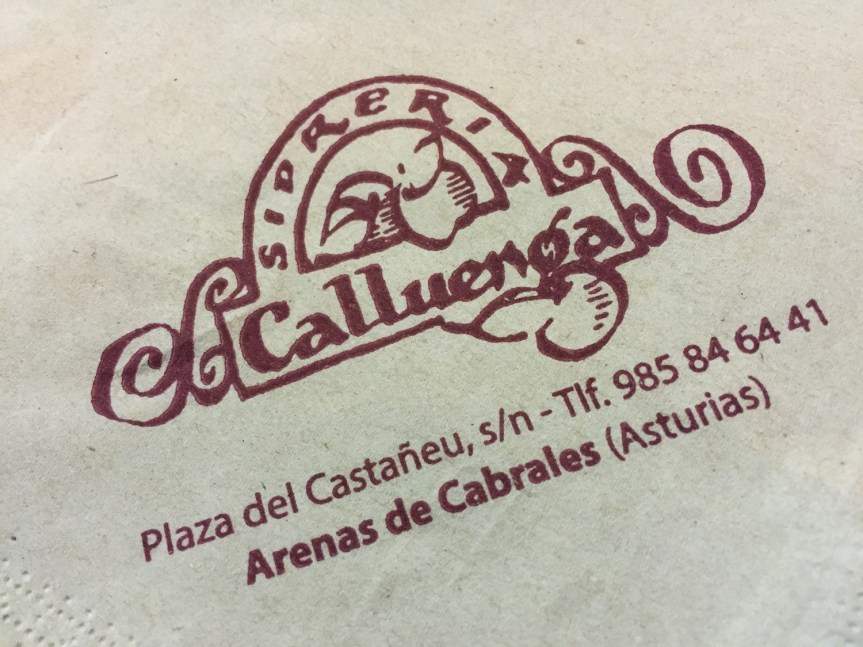 SIDRERIA
Calluenga
Plaza del Castañeu, s/n - Tlf. 985 84 64 41
Arenas de Cabrales (Asturias)